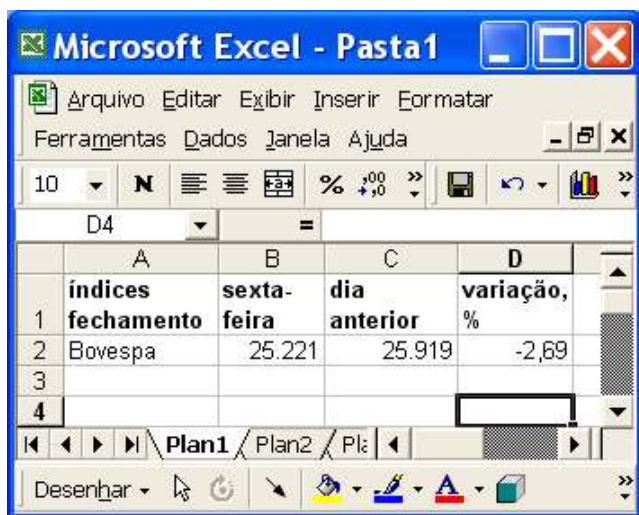 Microsoft Excel - Pasta1
Arquivo Editar Exibir Inserir Formatar
Ferramentas Dados Janela Ajuda
10 N % ,00 ,0
D4 =
A B C D
1 índices fechamento sexta-feira dia anterior variação, %
2 Bovespa 25.221 25.919 -2,69
3
4
Plan1 Plan2 Pla
Desenhar A